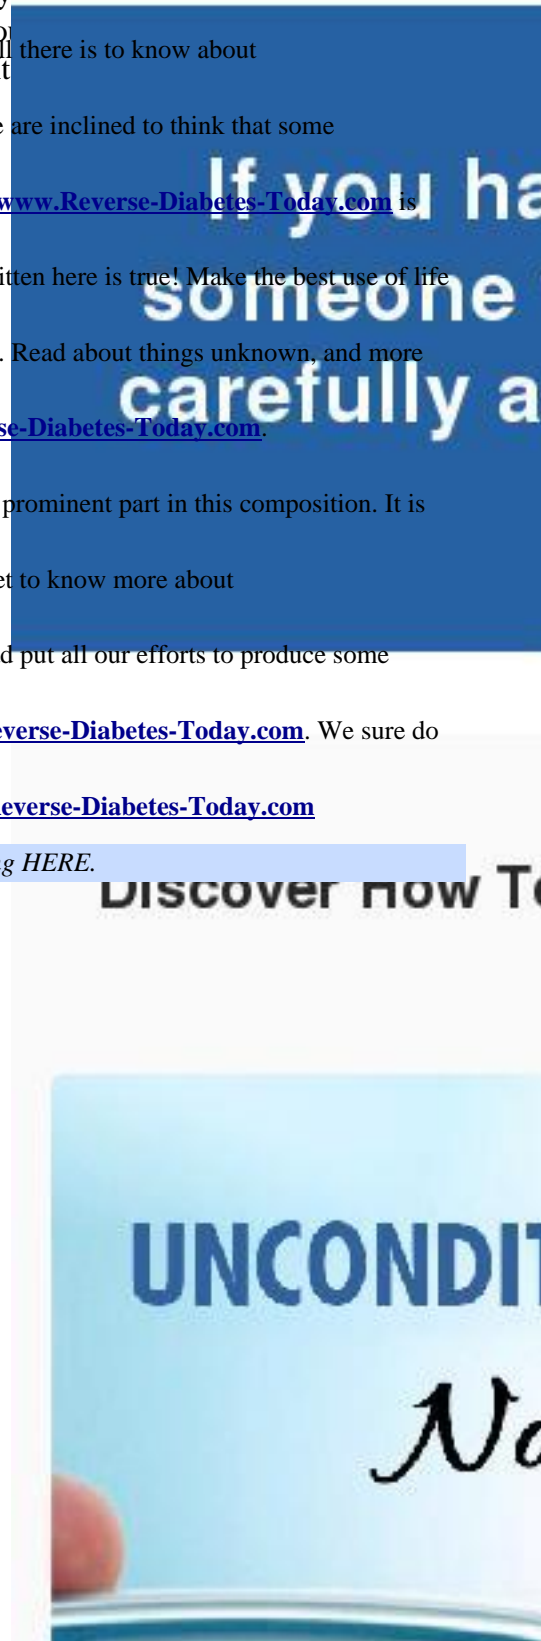 ll there is to know about
e are inclined to think that some
If you ha
www.Reverse-Diabetes-Today.com is
itten here is true! Make the best use of life
someone
. Read about things unknown, and more
carefully a
se-Diabetes-Today.com.
prominent part in this composition. It is
et to know more about
d put all our efforts to produce some
everse-Diabetes-Today.com. We sure do
everse-Diabetes-Today.com
g HERE.
Discover How To
UNCONDIT
No